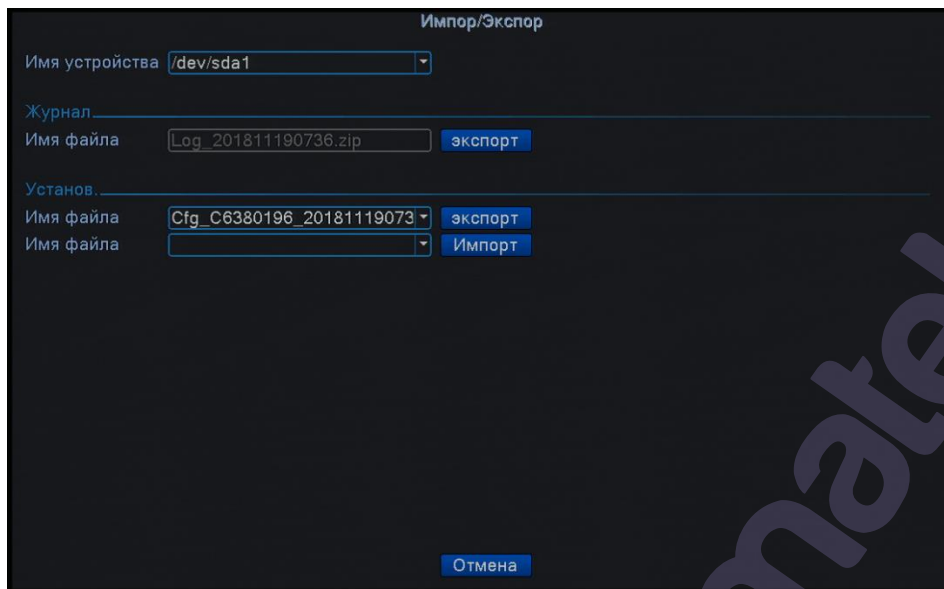 Импор/Экспор
Имя устройства /dev/sda1
Журнал
Имя файла Log_201811190736.zip экспорт
Установ.
Имя файла Cfg_C6380196_20181119073 экспорт
Имя файла Импорт
Отмена